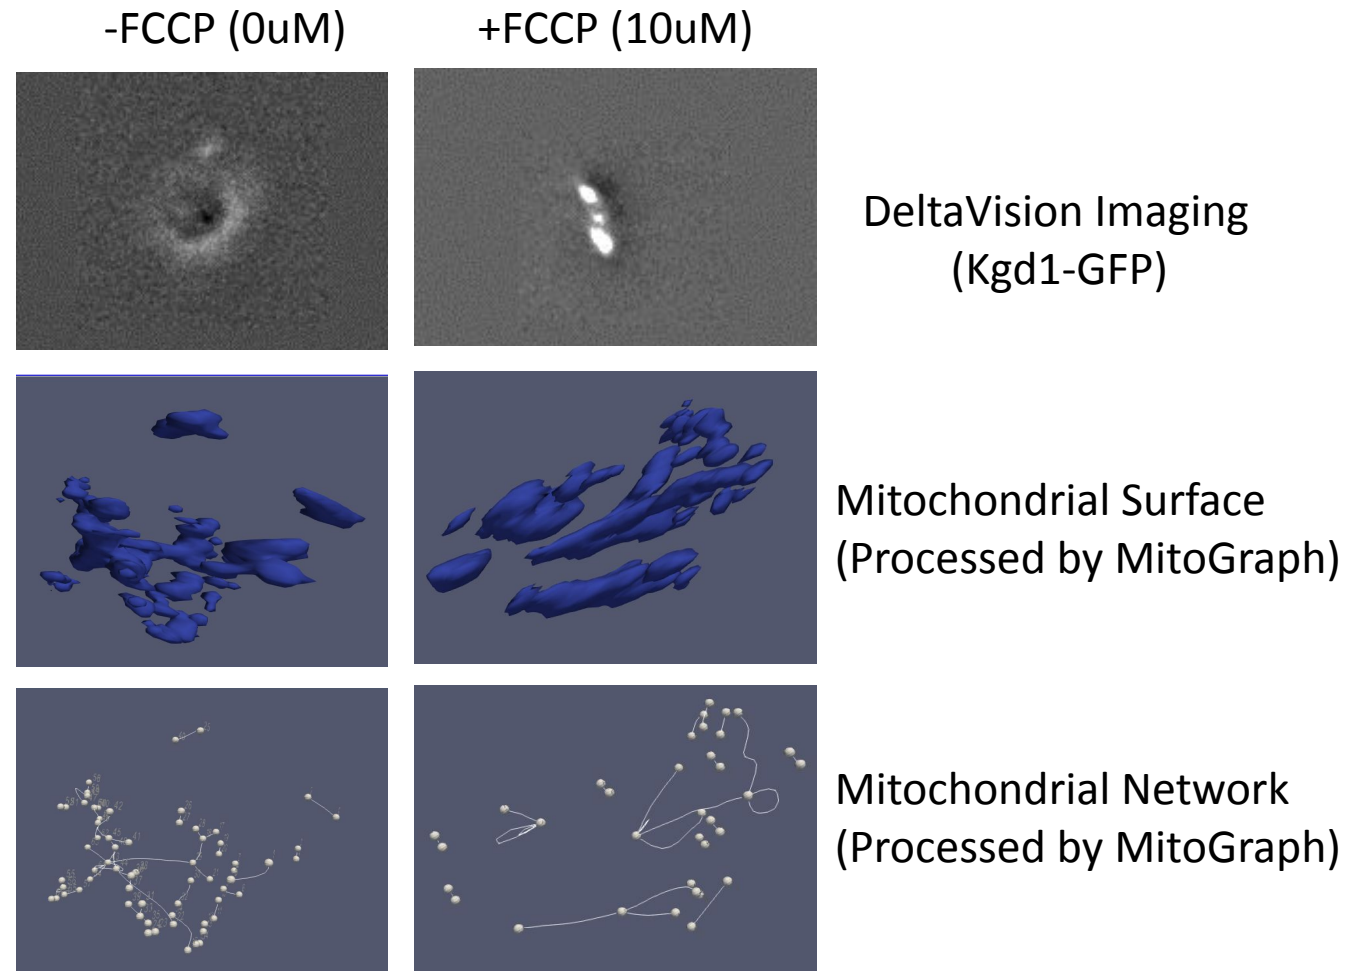 -FCCP (0uM)
+FCCP (10uM)
DeltaVision Imaging
(Kgd1-GFP)
Mitochondrial Surface
(Processed by MitoGraph)
Mitochondrial Network
(Processed by MitoGraph)